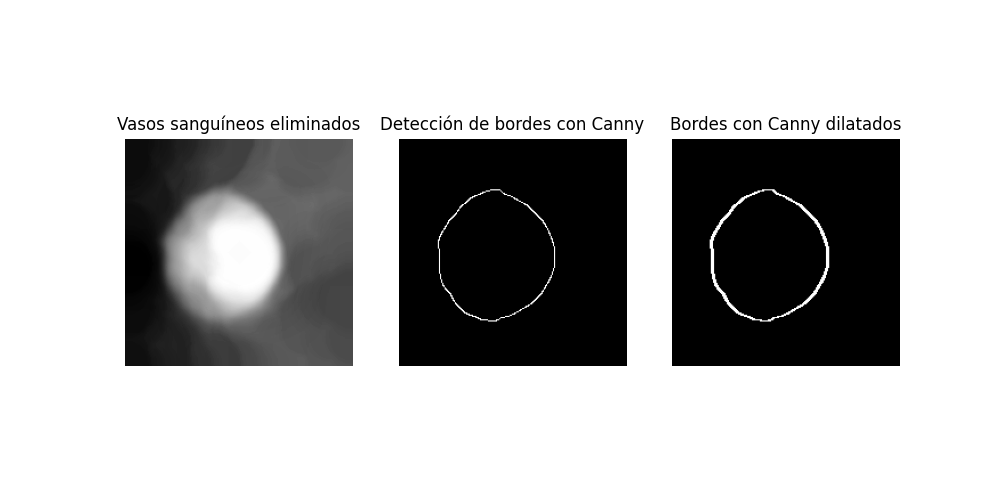 Vasos sanguíneos eliminados
Detección de bordes con Canny
Bordes con Canny dilatados